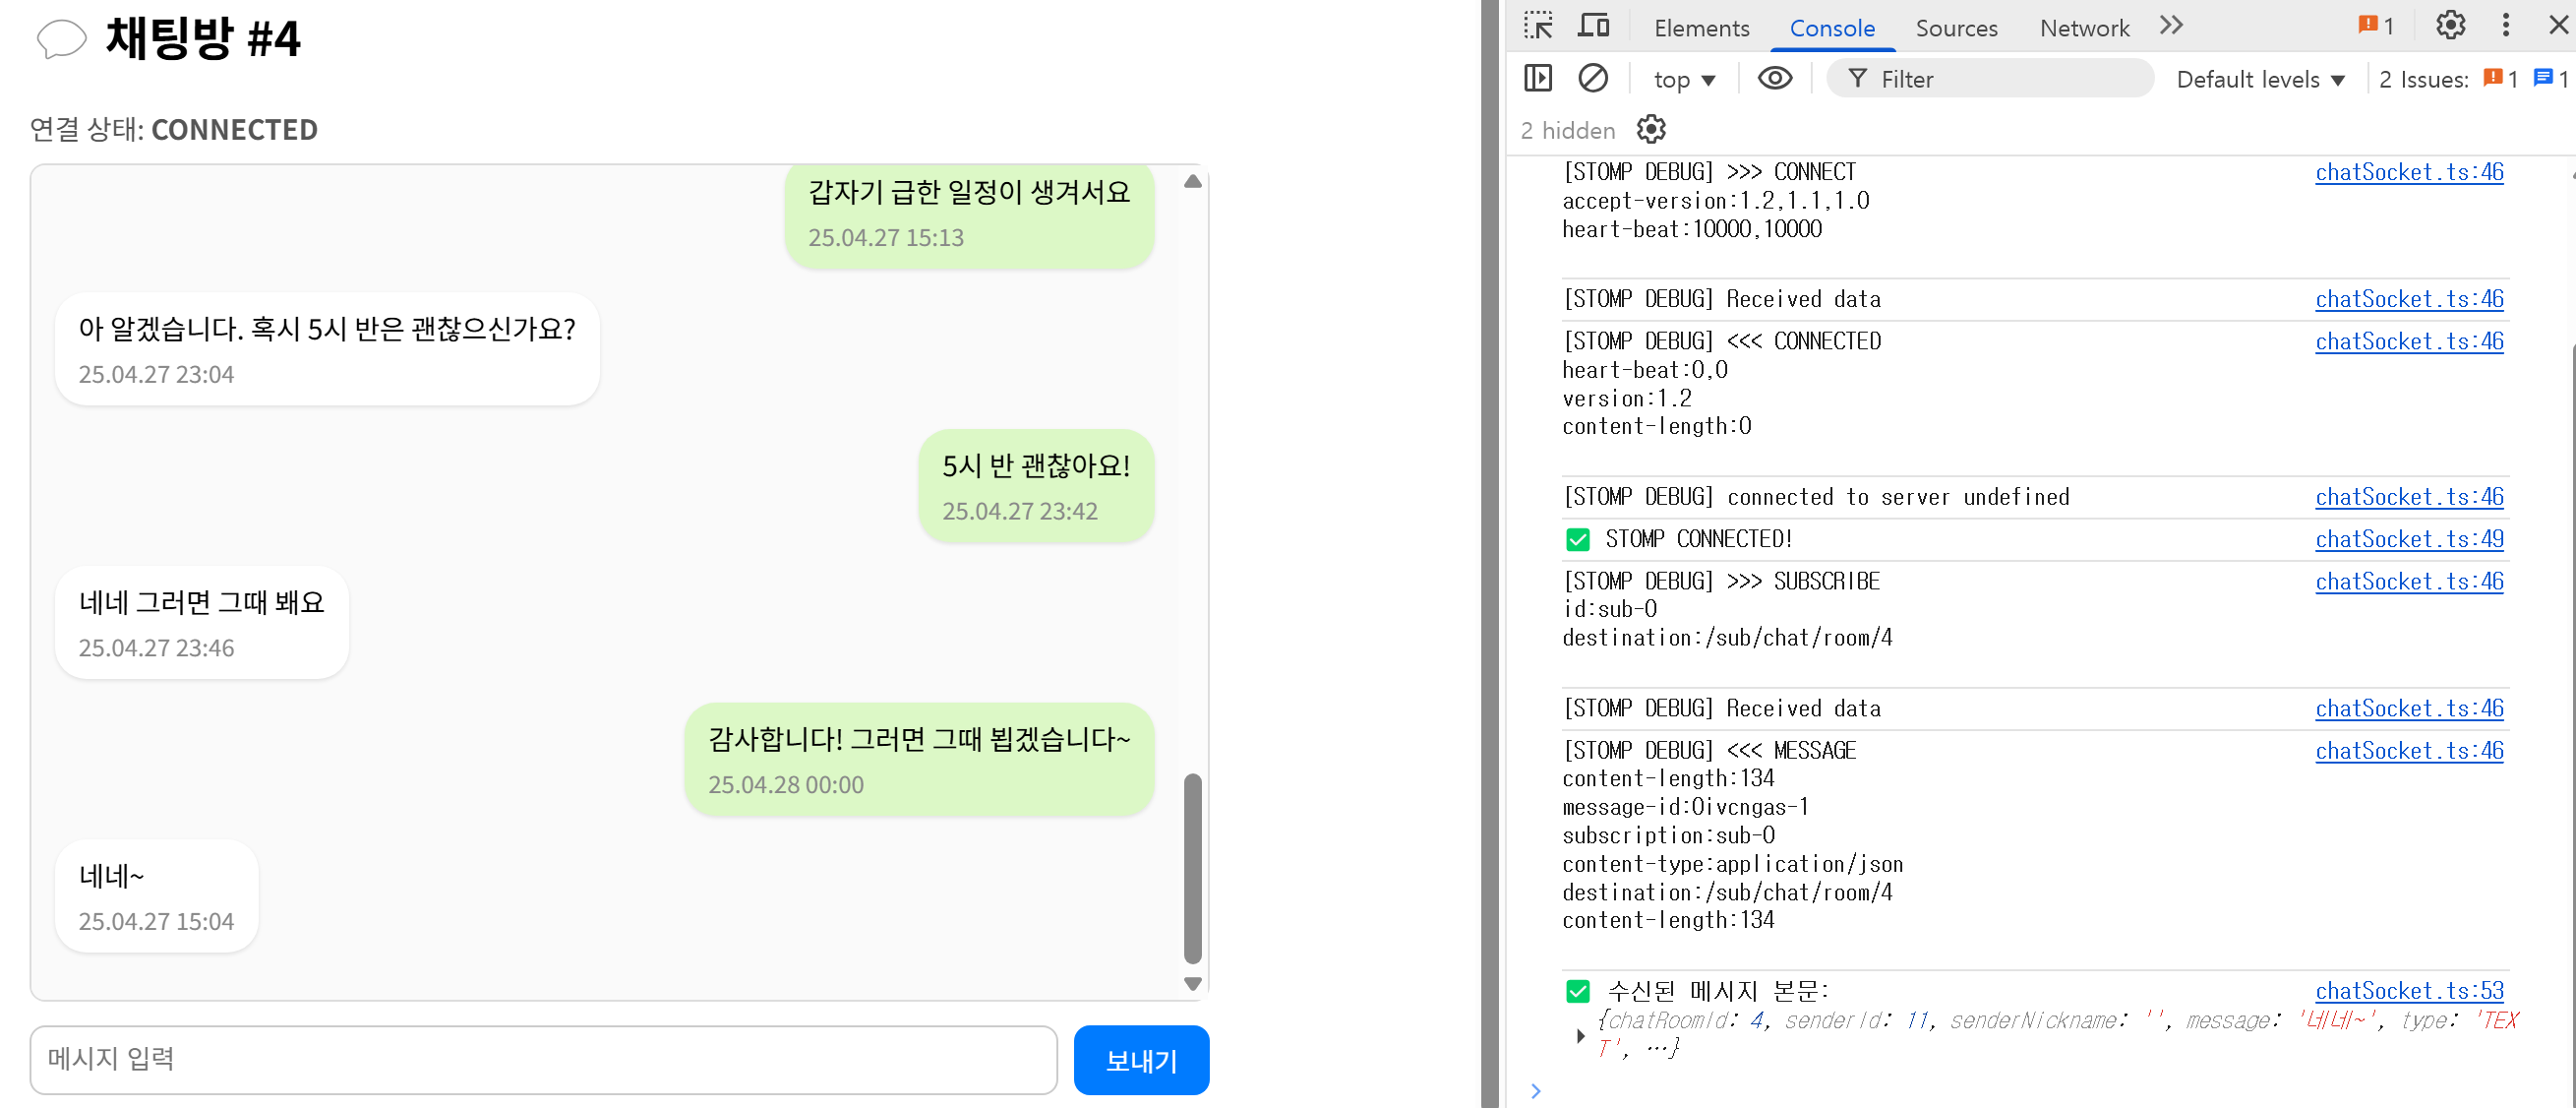 채팅방 #4
연결 상태: CONNECTED
갑자기 급한 일정이 생겨서요
25.04.27 15:13
아 알겠습니다. 혹시 5시 반은 괜찮으신가요?
25.04.27 23:04
5시 반 괜찮아요!
25.04.27 23:42
네네 그러면 그때 봬요
25.04.27 23:46
감사합니다! 그러면 그때 뵙겠습니다~
25.04.28 00:00
네네~
25.04.27 15:04
메시지 입력
보내기
Elements Console Sources Network 1
top Filter Default levels 2 Issues: 1 1
2 hidden
[STOMP DEBUG] >>> CONNECT chatSocket.ts:46
accept-version:1.2,1.1,1.0
heart-beat:10000,10000
[STOMP DEBUG] Received data chatSocket.ts:46
[STOMP DEBUG] <<< CONNECTED chatSocket.ts:46
heart-beat:0,0
version:1.2
content-length:0
[STOMP DEBUG] connected to server undefined chatSocket.ts:46
✅ STOMP CONNECTED! chatSocket.ts:49
[STOMP DEBUG] >>> SUBSCRIBE chatSocket.ts:46
id:sub-0
destination:/sub/chat/room/4
[STOMP DEBUG] Received data chatSocket.ts:46
[STOMP DEBUG] <<< MESSAGE chatSocket.ts:46
content-length:134
message-id:0ivcngas-1
subscription:sub-0
content-type:application/json
destination:/sub/chat/room/4
content-length:134
✅ 수신된 메시지 본문: chatSocket.ts:53
{chatRoomId: 4, senderId: 11, senderNickname: '', message: '네네~', type: 'TEX
T', …}